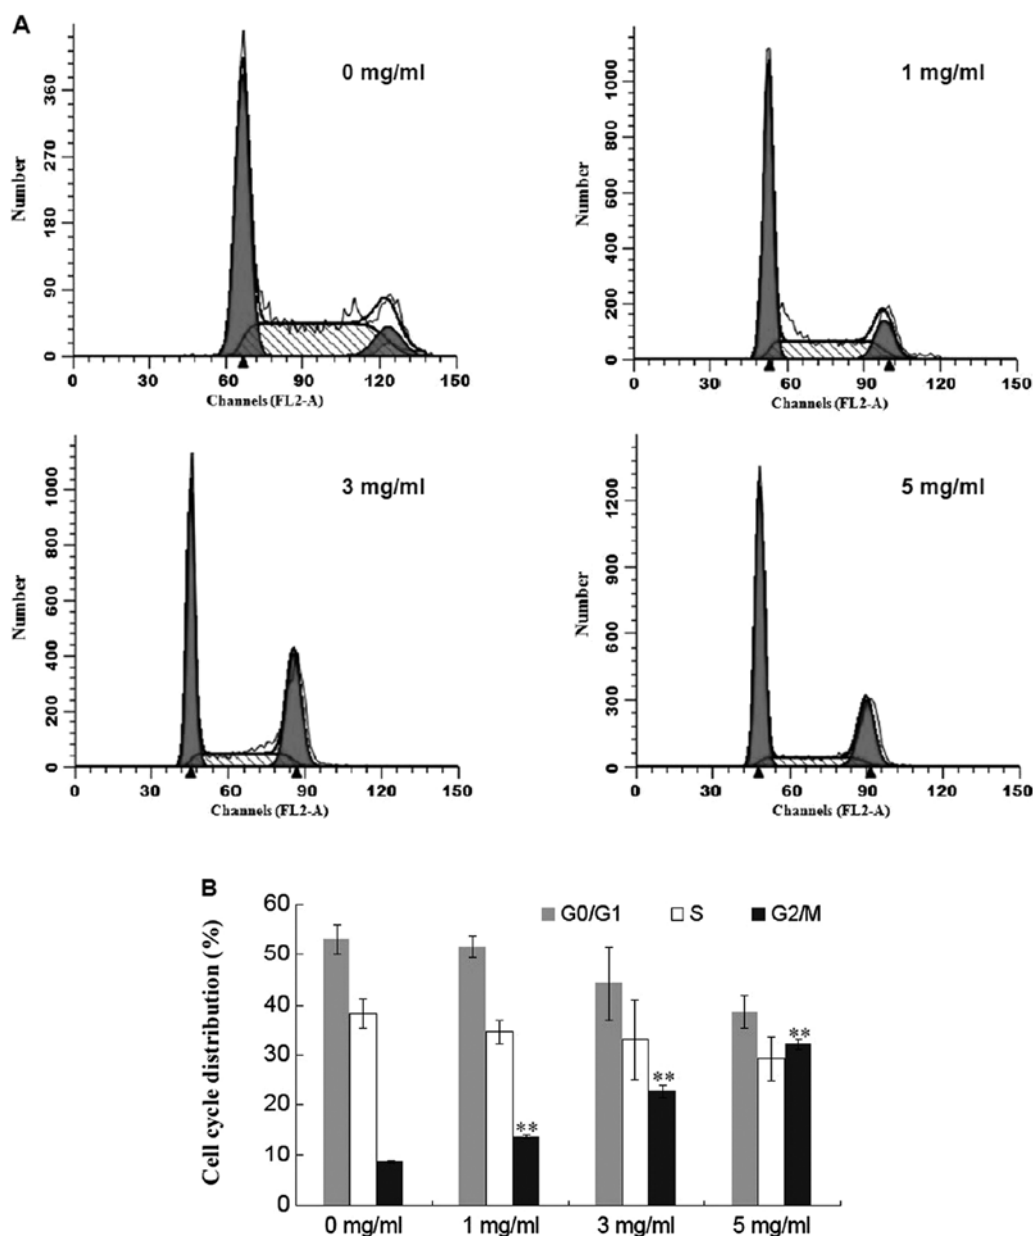 A
0 mg/ml
Number
360
270
180
90
0
0 30 60 90 120 150
Channels (FL2-A)
1 mg/ml
Number
1000
800
600
400
200
0
0 30 60 90 120 150
Channels (FL2-A)
3 mg/ml
Number
1000
800
600
400
200
0
0 30 60 90 120 150
Channels (FL2-A)
5 mg/ml
Number
1200
900
600
300
0
0 30 60 90 120 150
Channels (FL2-A)
B
G0/G1 S G2/M
Cell cycle distribution (%)
60
50
40
30
20
10
0
** ** **
0 mg/ml 1 mg/ml 3 mg/ml 5 mg/ml